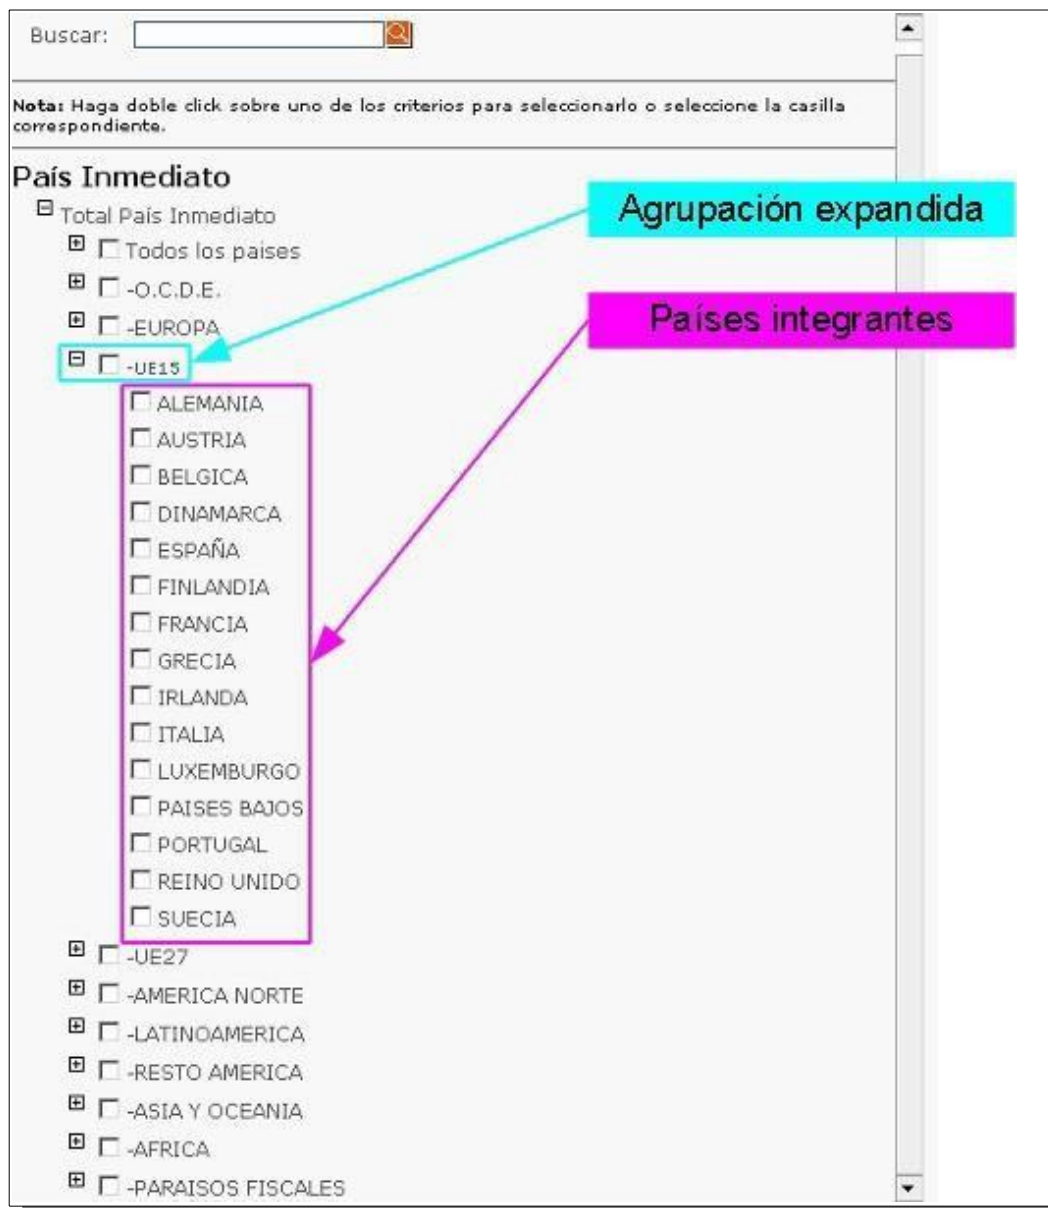 Buscar:
Nota: Haga doble click sobre uno de los criterios para seleccionarlo o seleccione la casilla
correspondiente.
País Inmediato
Total País Inmediato
Todos los paises
-O.C.D.E.
-EUROPA
-UE15
ALEMANIA
AUSTRIA
BELGICA
DINAMARCA
ESPAÑA
FINLANDIA
FRANCIA
GRECIA
IRLANDA
ITALIA
LUXEMBURGO
PAISES BAJOS
PORTUGAL
REINO UNIDO
SUECIA
-UE27
-AMERICA NORTE
-LATINOAMERICA
-RESTO AMERICA
-ASIA Y OCEANIA
-AFRICA
-PARAISOS FISCALES
Agrupación expandida
Países integrantes